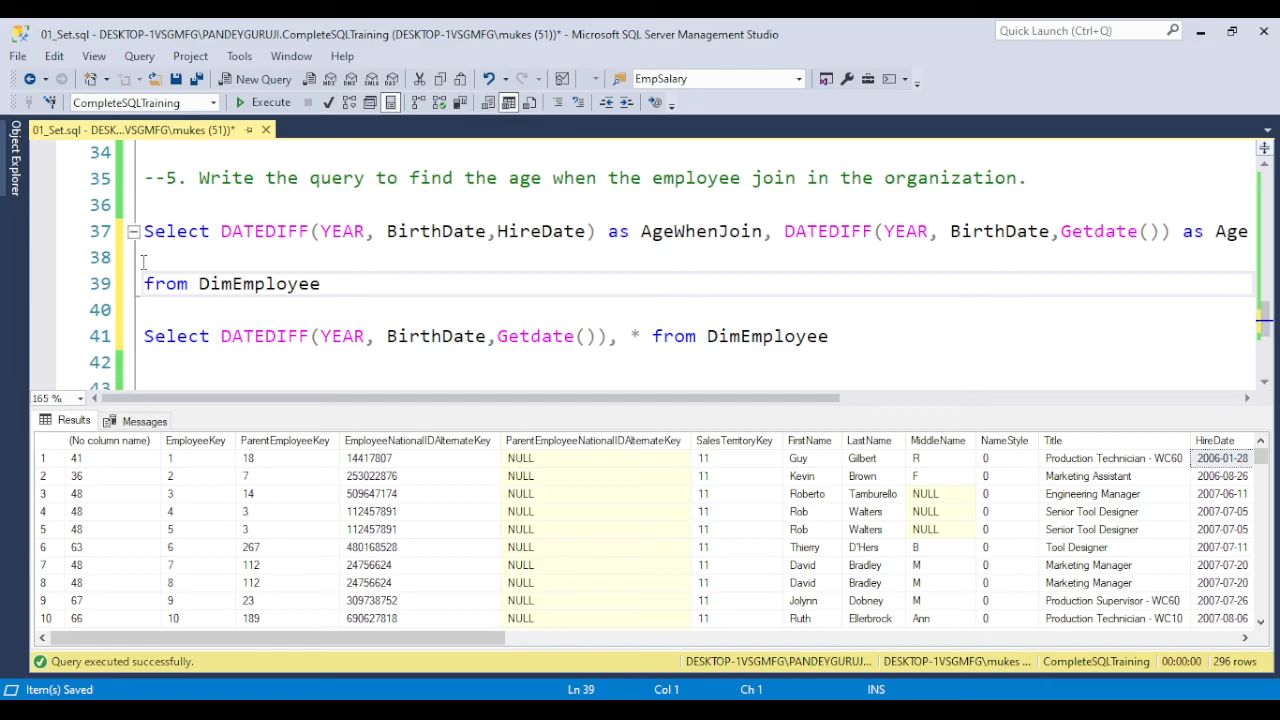 01_Set.sql - DESKTOP-1VSGMFG\PANDEYGURUJI.CompleteSQLTraining (DESKTOP-1VSGMFG\mukes (51))* - Microsoft SQL Server Management Studio
Quick Launch (Ctrl+Q)
File Edit View Query Project Tools Window Help
New Query EmpSalary
CompleteSQLTraining Execute
01_Set.sql - DESK...VSGMFG\mukes (51))*
Object Explorer
34
35 --5. Write the query to find the age when the employee join in the organization.
36
37 Select DATEDIFF(YEAR, BirthDate,HireDate) as AgeWhenJoin, DATEDIFF(YEAR, BirthDate,Getdate()) as Age
38
39 from DimEmployee
40
41 Select DATEDIFF(YEAR, BirthDate,Getdate()), * from DimEmployee
42
43
165 %
Results Messages
(No column name) EmployeeKey ParentEmployeeKey EmployeeNationalIDAlternateKey ParentEmployeeNationalIDAlternateKey SalesTerritoryKey FirstName LastName MiddleName NameStyle Title HireDate
1 41 1 18 14417807 NULL 11 Guy Gilbert R 0 Production Technician - WC60 2006-01-28
2 36 2 7 253022876 NULL 11 Kevin Brown F 0 Marketing Assistant 2006-08-26
3 48 3 14 509647174 NULL 11 Roberto Tamburello NULL 0 Engineering Manager 2007-06-11
4 48 4 3 112457891 NULL 11 Rob Walters NULL 0 Senior Tool Designer 2007-07-05
5 48 5 3 112457891 NULL 11 Rob Walters NULL 0 Senior Tool Designer 2007-07-05
6 63 6 267 480168528 NULL 11 Thierry D'Hers B 0 Tool Designer 2007-07-11
7 48 7 112 24756624 NULL 11 David Bradley M 0 Marketing Manager 2007-07-20
8 48 8 112 24756624 NULL 11 David Bradley M 0 Marketing Manager 2007-07-20
9 67 9 23 309738752 NULL 11 Jolynn Dobney M 0 Production Supervisor - WC60 2007-07-26
10 66 10 189 690627818 NULL 11 Ruth Ellerbrock Ann 0 Production Technician - WC10 2007-08-06
Query executed successfully. DESKTOP-1VSGMFG\PANDEYGURUJ... DESKTOP-1VSGMFG\mukes ... CompleteSQLTraining 00:00:00 296 rows
Item(s) Saved Ln 39 Col 1 Ch 1 INS